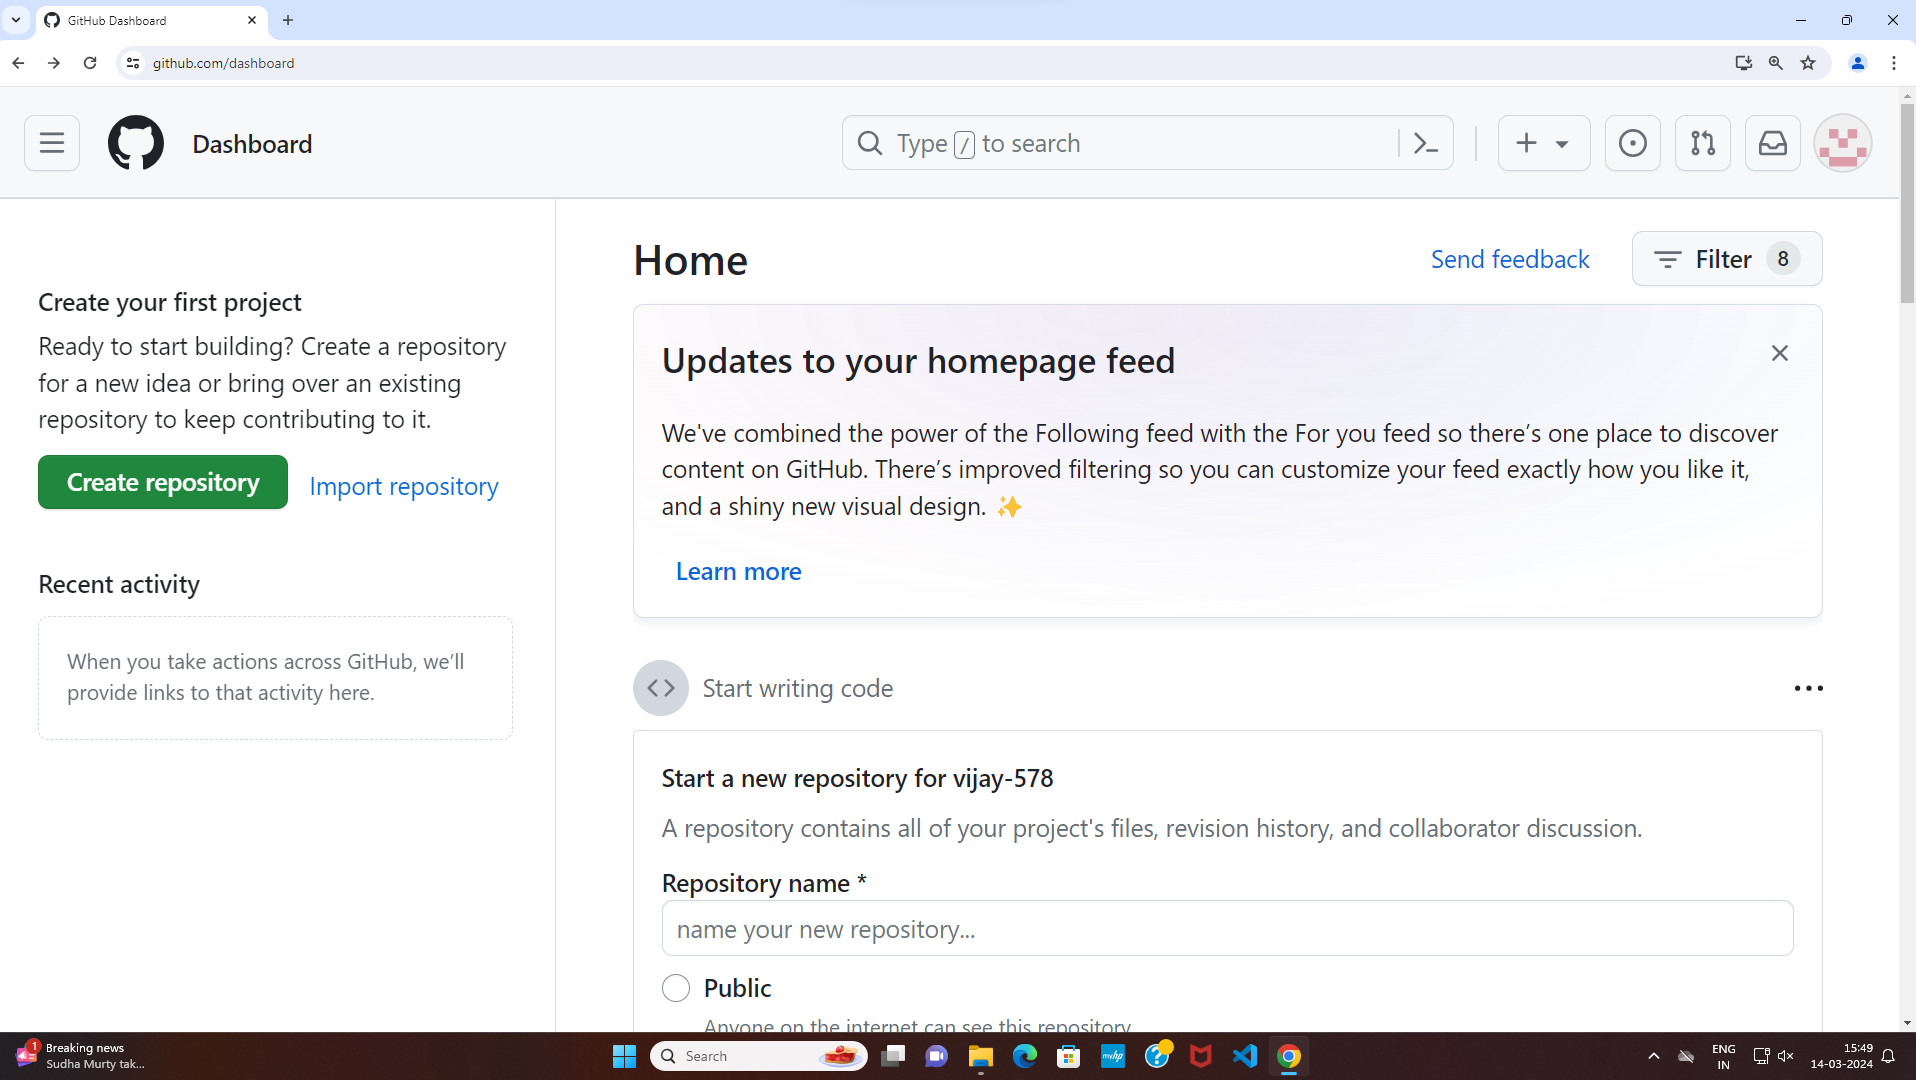 GitHub Dashboard
github.com/dashboard
Dashboard
Type / to search
Home
Send feedback
Filter 8
Create your first project
Ready to start building? Create a repository
for a new idea or bring over an existing
repository to keep contributing to it.
Create repository
Import repository
Recent activity
When you take actions across GitHub, we’ll
provide links to that activity here.
Updates to your homepage feed
We've combined the power of the Following feed with the For you feed so there’s one place to discover
content on GitHub. There’s improved filtering so you can customize your feed exactly how you like it,
and a shiny new visual design. ✨
Learn more
Start writing code
Start a new repository for vijay-578
A repository contains all of your project's files, revision history, and collaborator discussion.
Repository name *
name your new repository...
Public
Anyone on the internet can see this repository
1
Breaking news
Sudha Murty tak...
Search
myhp
ENG
IN
15:49
14-03-2024